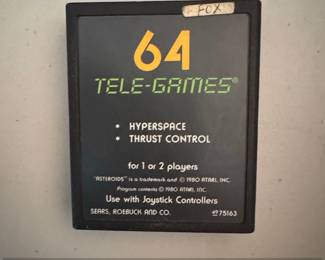 FOX
64
TELE-GAMES®
• HYPERSPACE
• THRUST CONTROL
for 1 or 2 players
"ASTEROIDS" is a trademark and © 1980 ATARI, INC.
Program contents © 1980 ATARI, INC.
Use with Joystick Controllers
SEARS, ROEBUCK AND CO.
75163